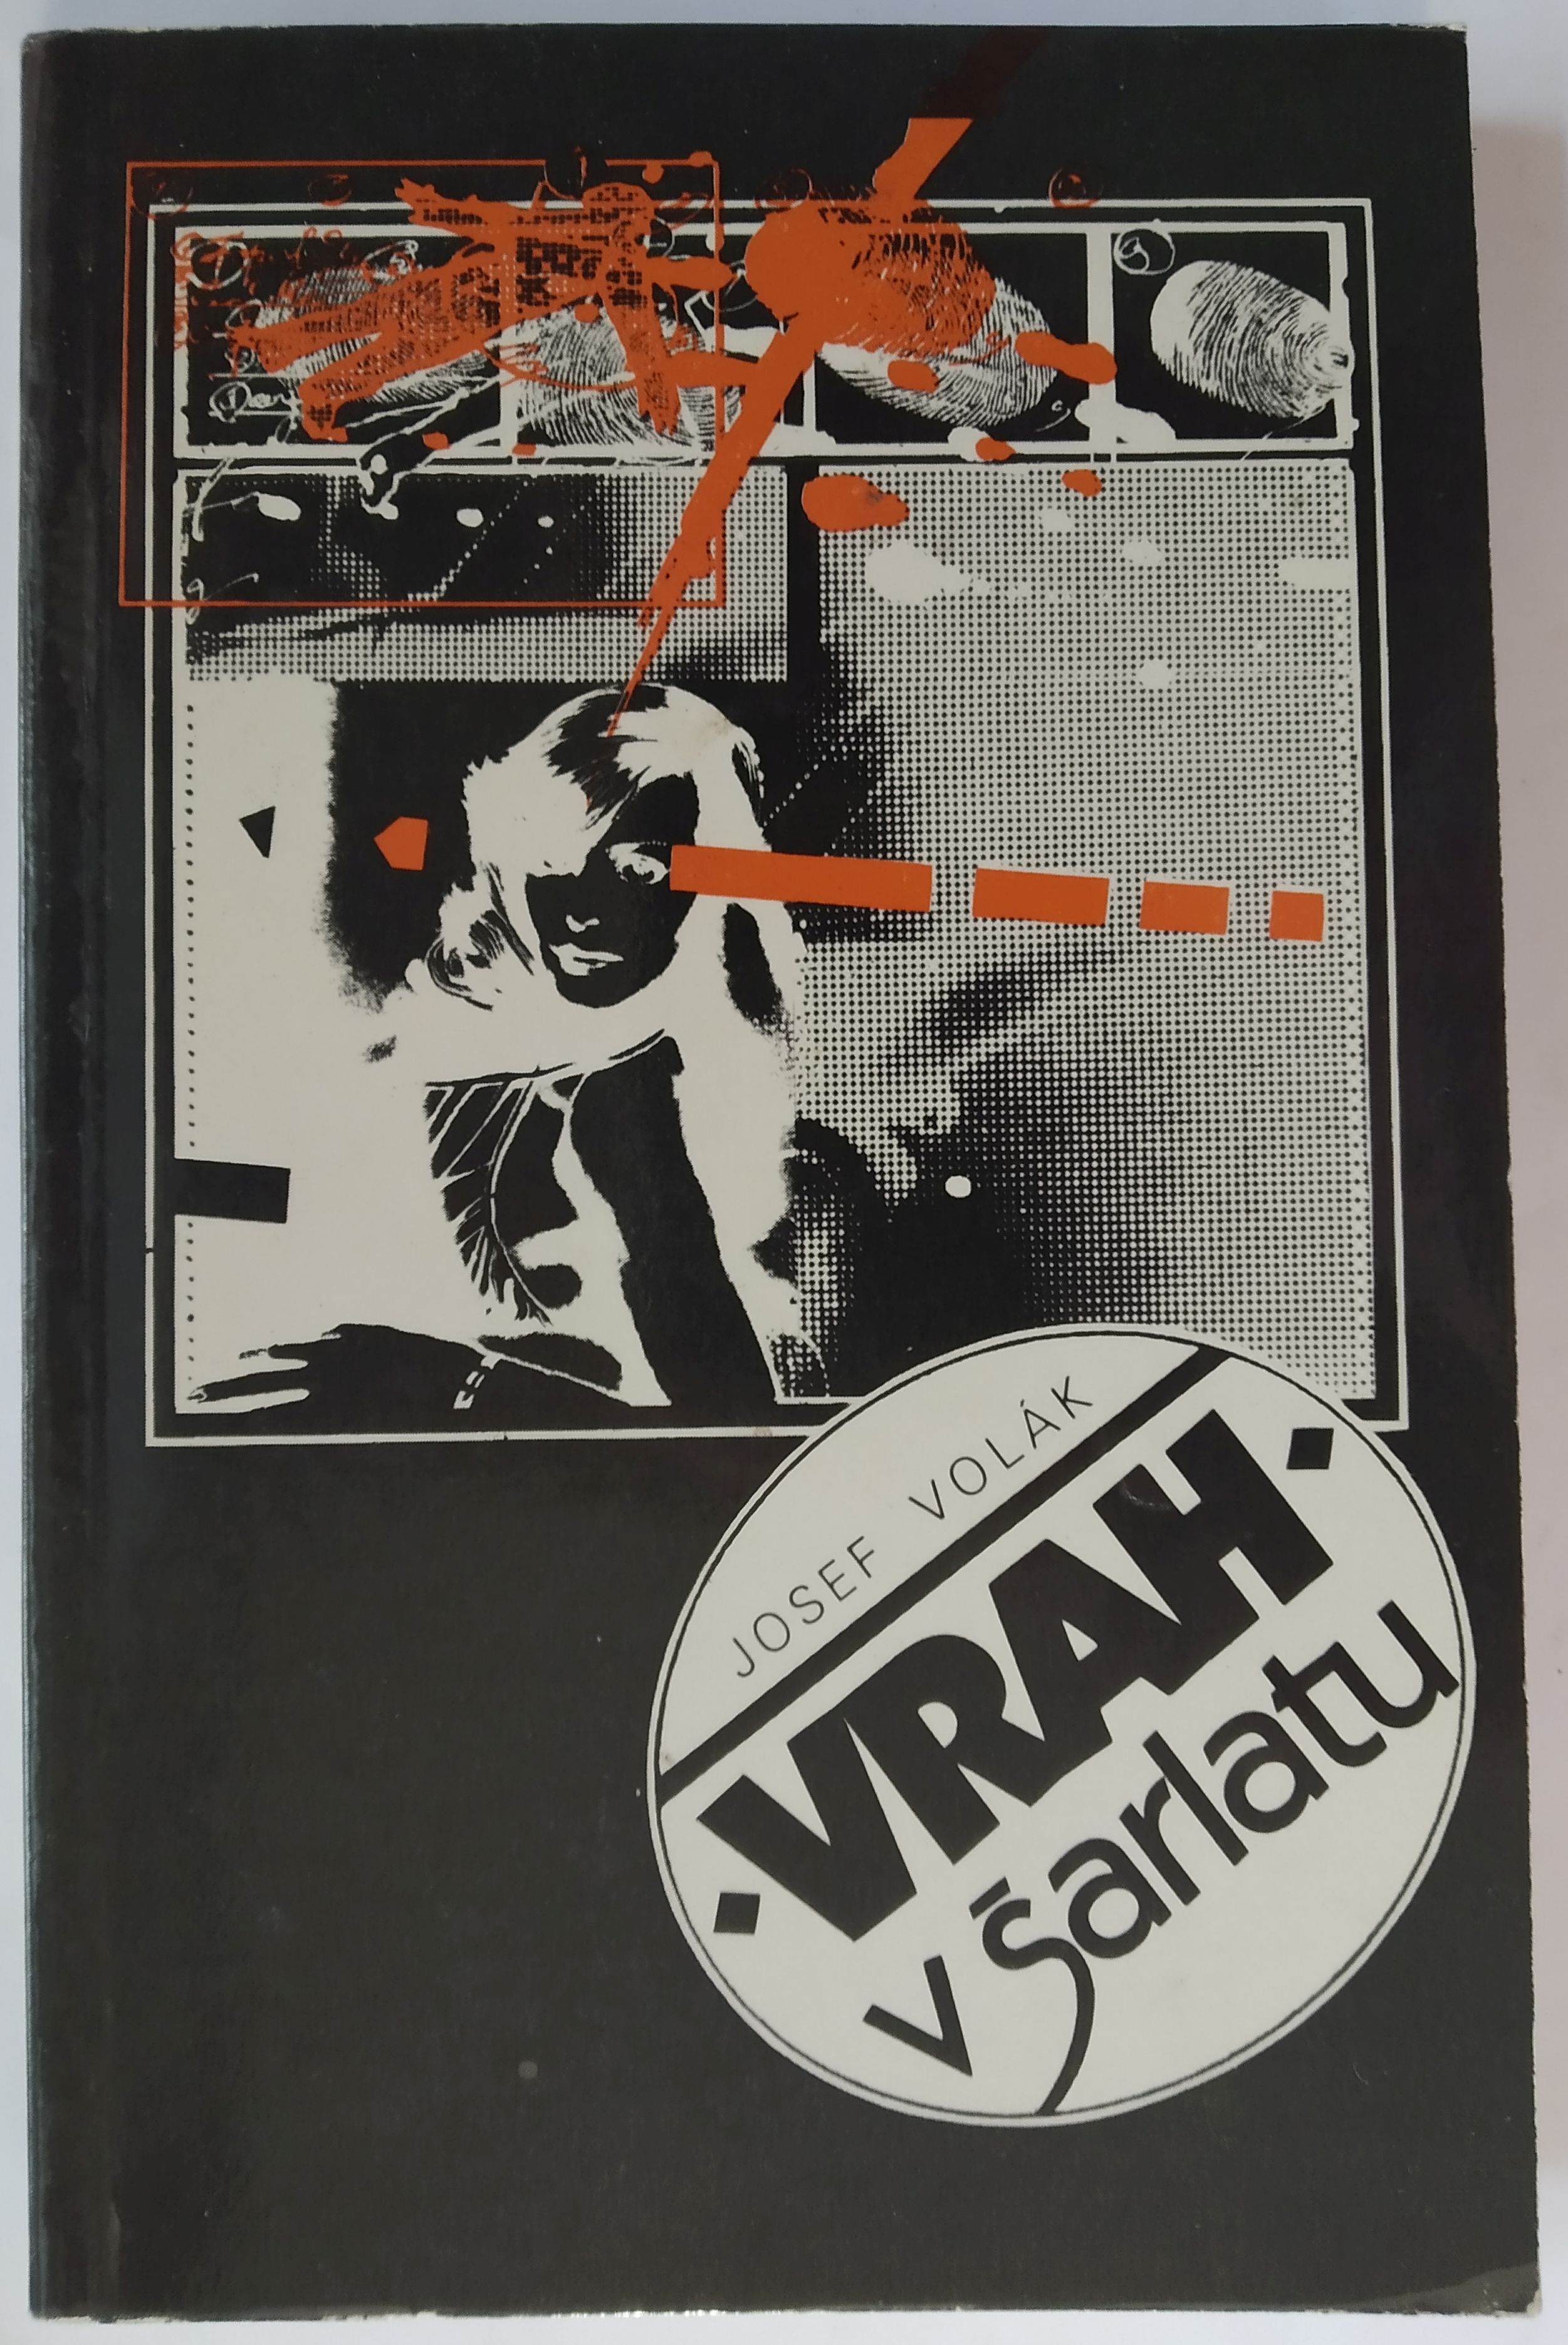 JOSEF VOLÁK
VRAH
v šarlatu